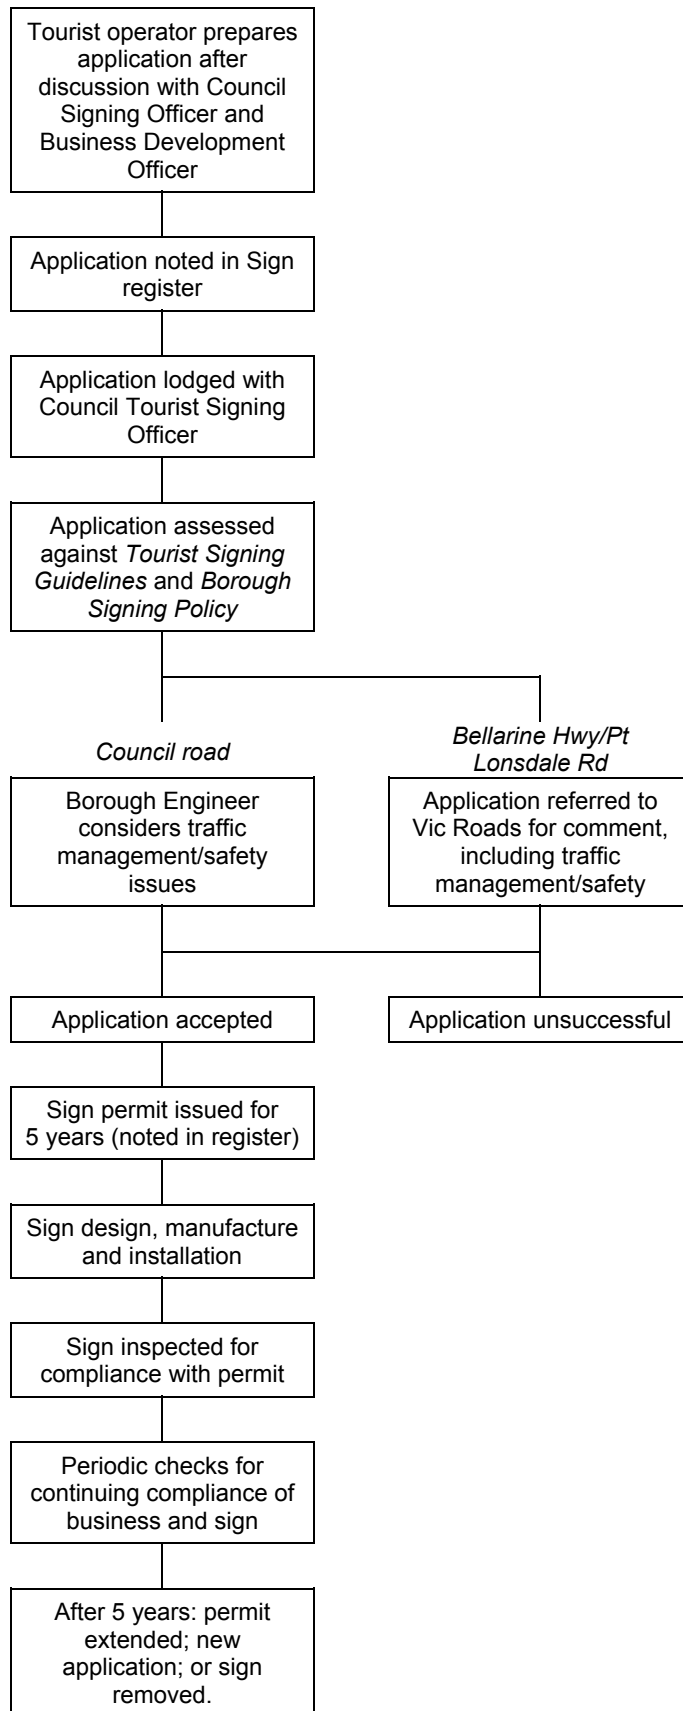 Tourist operator prepares
application after
discussion with Council
Signing Officer and
Business Development
Officer
Application noted in Sign
register
Application lodged with
Council Tourist Signing
Officer
Application assessed
against Tourist Signing
Guidelines and Borough
Signing Policy
Council road
Bellarine Hwy/Pt
Lonsdale Rd
Borough Engineer
considers traffic
management/safety
issues
Application referred to
Vic Roads for comment,
including traffic
management/safety
Application accepted
Application unsuccessful
Sign permit issued for
5 years (noted in register)
Sign design, manufacture
and installation
Sign inspected for
compliance with permit
Periodic checks for
continuing compliance of
business and sign
After 5 years: permit
extended; new
application; or sign
removed.